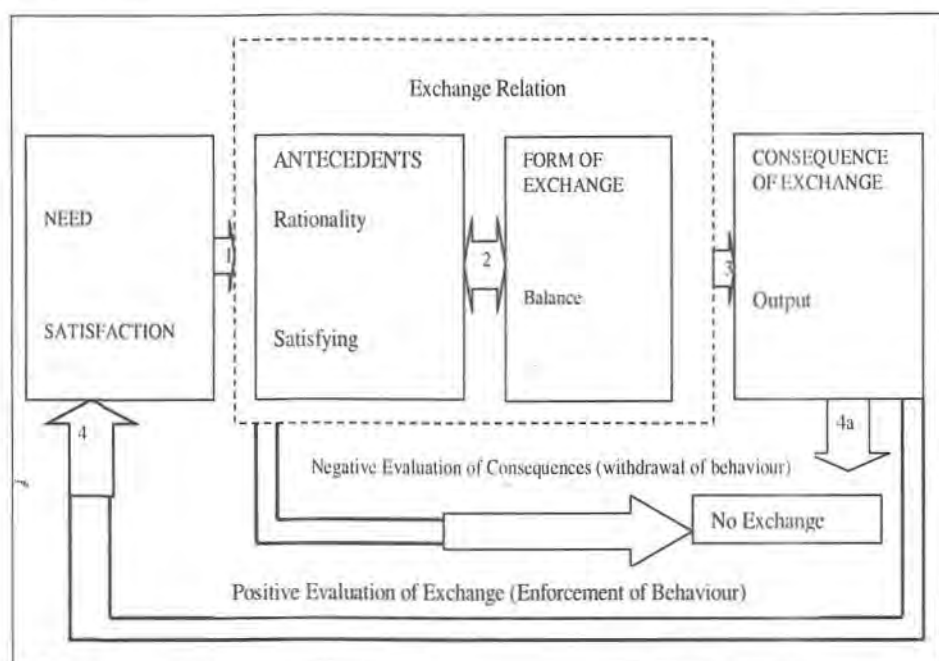 Exchange Relation
NEED
SATISFACTION
1
ANTECEDENTS
Rationality
Satisfying
2
FORM OF
EXCHANGE
Balance
3
CONSEQUENCE
OF EXCHANGE
Output
4
4a
Negative Evaluation of Consequences (withdrawal of behaviour)
No Exchange
Positive Evaluation of Exchange (Enforcement of Behaviour)